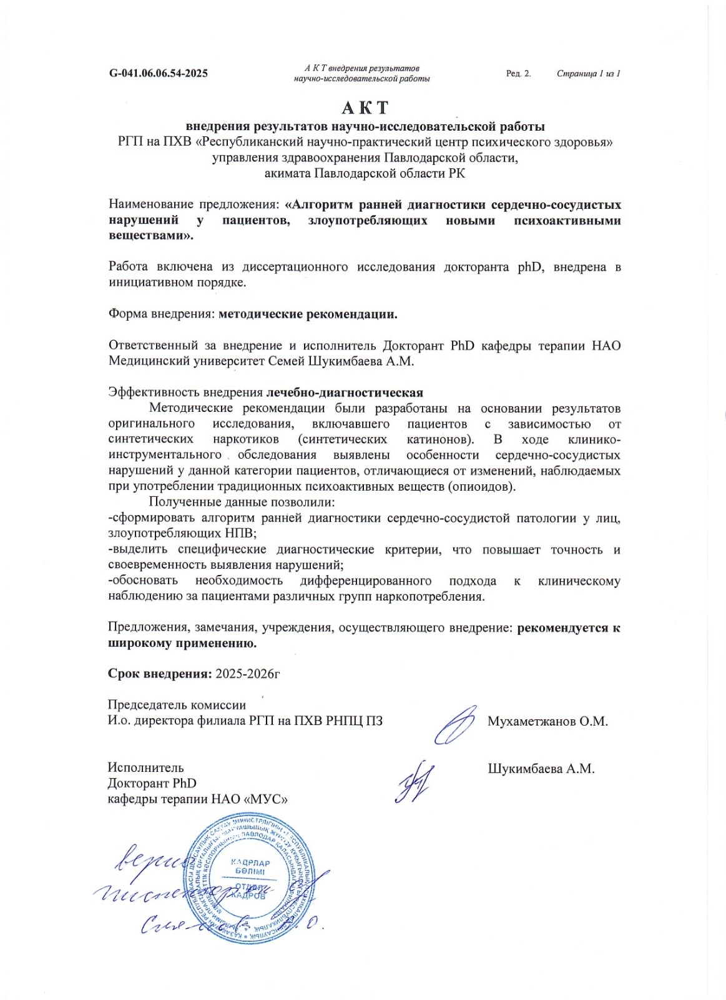 G-041.06.06.54-2025
А К Т внедрения результатов
научно-исследовательской работы
Ред. 2.
Страница 1 из 1
А К Т
внедрения результатов научно-исследовательской работы
РГП на ПХВ «Республиканский научно-практический центр психического здоровья»
управления здравоохранения Павлодарской области,
акимата Павлодарской области РК
Наименование предложения: «Алгоритм ранней диагностики сердечно-сосудистых
нарушений у пациентов, злоупотребляющих новыми психоактивными
веществами».
Работа включена из диссертационного исследования докторанта phD, внедрена в
инициативном порядке.
Форма внедрения: методические рекомендации.
Ответственный за внедрение и исполнитель Докторант PhD кафедры терапии НАО
Медицинский университет Семей Шукимбаева А.М.
Эффективность внедрения лечебно-диагностическая
Методические рекомендации были разработаны на основании результатов
оригинального исследования, включавшего пациентов с зависимостью от
синтетических наркотиков (синтетических катинонов). В ходе клинико-
инструментального обследования выявлены особенности сердечно-сосудистых
нарушений у данной категории пациентов, отличающиеся от изменений, наблюдаемых
при употреблении традиционных психоактивных веществ (опиоидов).
Полученные данные позволили:
-сформировать алгоритм ранней диагностики сердечно-сосудистой патологии у лиц,
злоупотребляющих НПВ;
-выделить специфические диагностические критерии, что повышает точность и
своевременность выявления нарушений;
-обосновать необходимость дифференцированного подхода к клиническому
наблюдению за пациентами различных групп наркопотребления.
Предложения, замечания, учреждения, осуществляющего внедрение: рекомендуется к
широкому применению.
Срок внедрения: 2025-2026г
Председатель комиссии
И.о. директора филиала РГП на ПХВ РНПЦ ПЗ
Мухаметжанов О.М.
Исполнитель
Шукимбаева А.М.
Докторант PhD
кафедры терапии НАО «МУС»
КАДРЛАР
БӨЛІМІ
ОТДЕЛ
КАДРОВ
верно